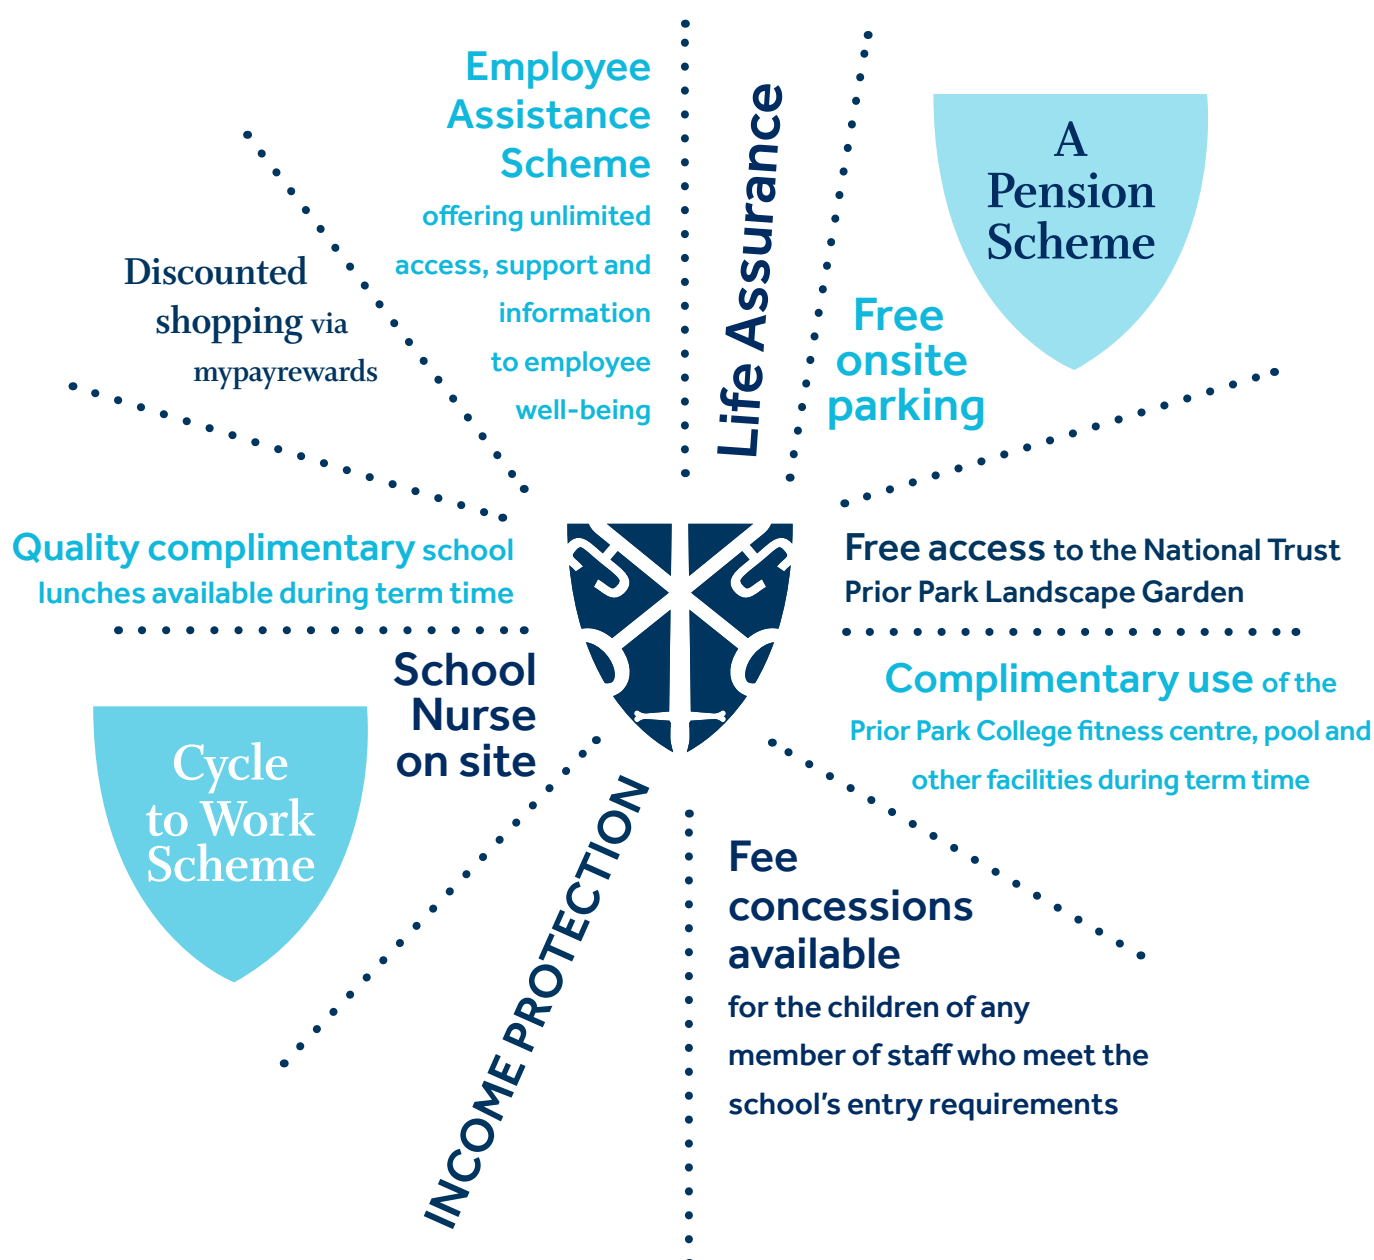 Employee
Assistance
Scheme
offering unlimited
access, support and
information
to employee
well-being
Life Assurance
A
Pension
Scheme
Free
onsite
parking
Discounted
shopping via
mypayrewards
Quality complimentary school
lunches available during term time
Free access to the National Trust
Prior Park Landscape Garden
School
Nurse
on site
Complimentary use of the
Prior Park College fitness centre, pool and
other facilities during term time
Cycle
to Work
Scheme
INCOME PROTECTION
Fee
concessions
available
for the children of any
member of staff who meet the
school’s entry requirements